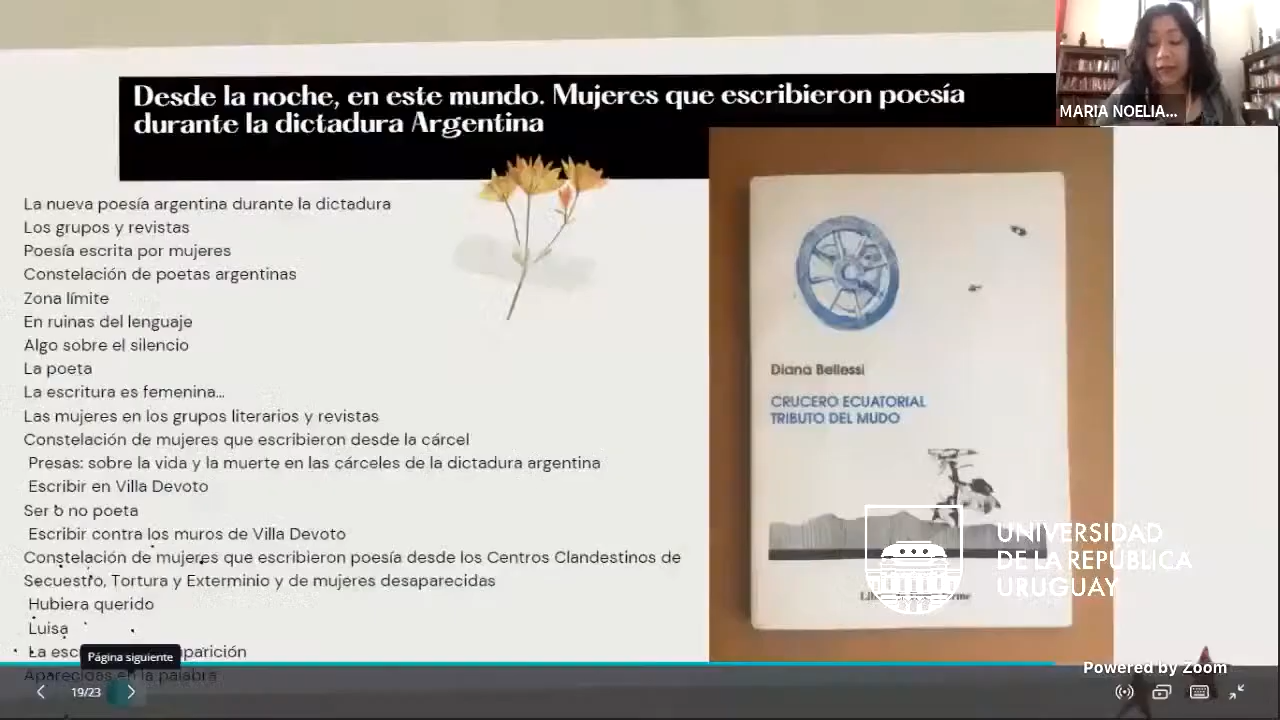 Desde la noche, en este mundo. Mujeres que escribieron poesía
durante la dictadura Argentina
MARIA NOELIA...
La nueva poesía argentina durante la dictadura
Los grupos y revistas
Poesía escrita por mujeres
Constelación de poetas argentinas
Zona límite
En ruinas del lenguaje
Algo sobre el silencio
La poeta
La escritura es femenina...
Las mujeres en los grupos literarios y revistas
Constelación de mujeres que escribieron desde la cárcel
Presas: sobre la vida y la muerte en las cárceles de la dictadura argentina
Escribir en Villa Devoto
Ser o no poeta
Escribir contra los muros de Villa Devoto
Constelación de mujeres que escribieron poesía desde los Centros Clandestinos de
Secuestro, Tortura y Exterminio y de mujeres desaparecidas
Hubiera querido
Luisa
La
Aparecidas en la palabra
Página siguiente
19/23
Diana Bellessi
CRUCERO ECUATORIAL
TRIBUTO DEL MUDO
UNIVERSIDAD
DE LA REPÚBLICA
URUGUAY
Powered by Zoom